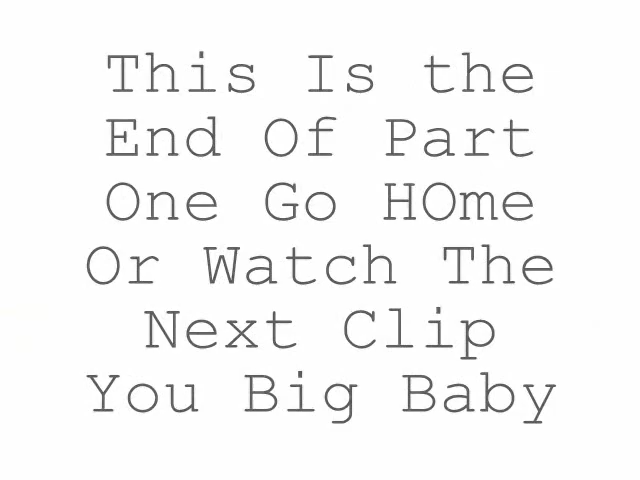 This Is the
End Of Part
One Go HOme
Or Watch The
Next Clip
You Big Baby